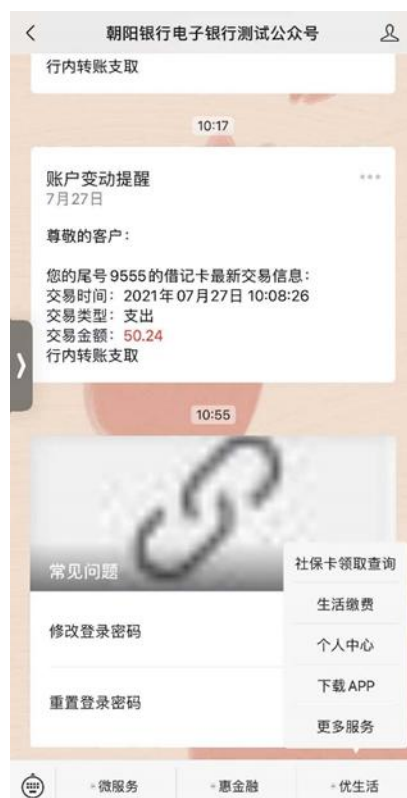 朝阳银行电子银行测试公众号
行内转账支取
10:17
账户变动提醒
7月27日
尊敬的客户：
您的尾号9555的借记卡最新交易信息：
交易时间：2021年07月27日 10:08:26
交易类型：支出
交易金额：50.24
行内转账支取
10:55
常见问题
修改登录密码
重置登录密码
社保卡领取查询
生活缴费
个人中心
下载APP
更多服务
微服务
惠金融
优生活